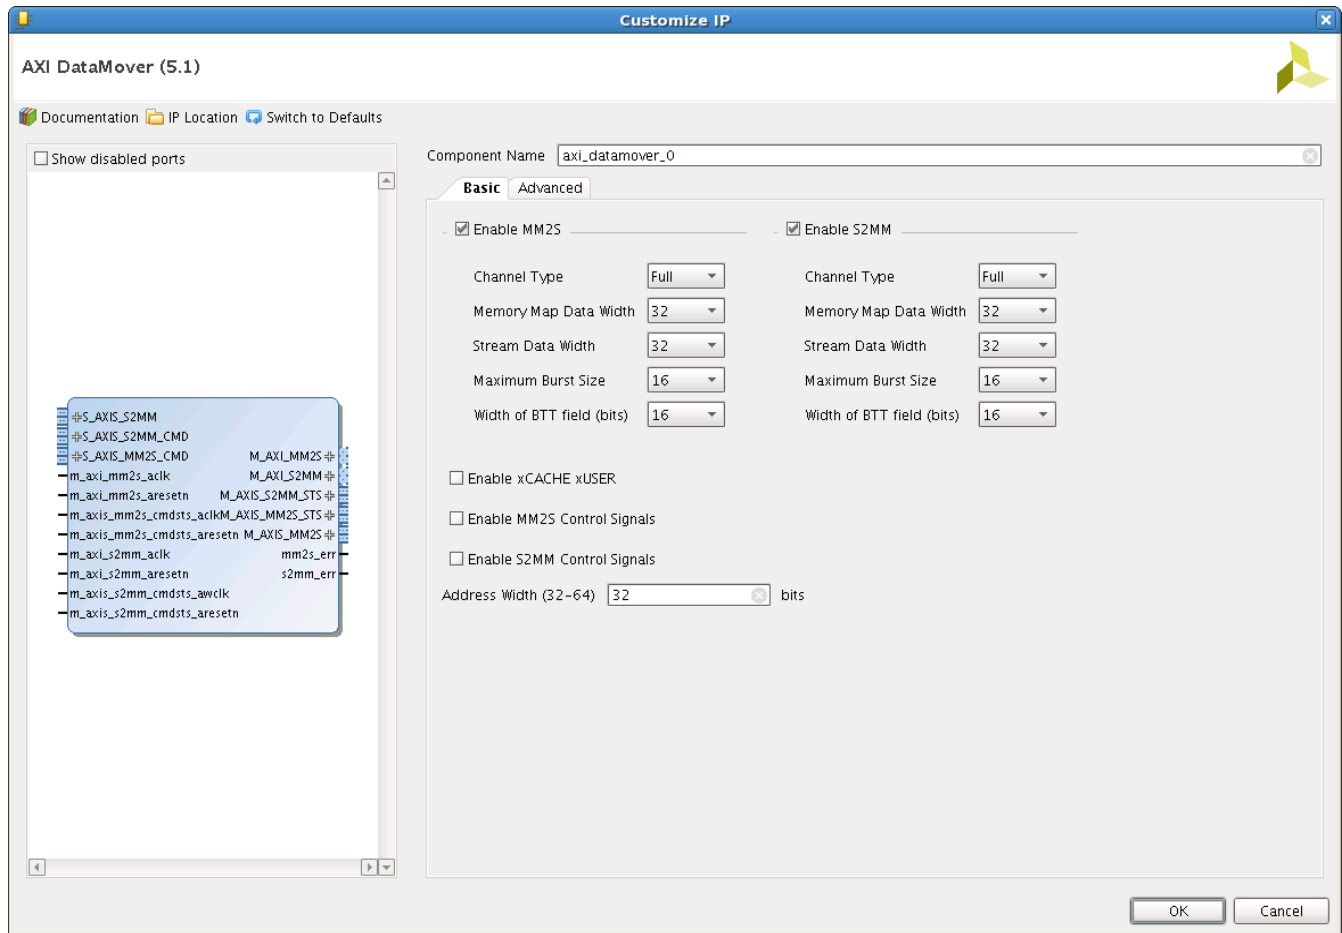 Customize IP
AXI DataMover (5.1)
Documentation IP Location Switch to Defaults
Show disabled ports
S_AXIS_S2MM
S_AXIS_S2MM_CMD
S_AXIS_MM2S_CMD M_AXI_MM2S
m_axi_mm2s_aclk M_AXI_S2MM
m_axi_mm2s_aresetn M_AXIS_S2MM_STS
m_axis_mm2s_cmdsts_aclk M_AXIS_MM2S_STS
m_axis_mm2s_cmdsts_aresetn M_AXIS_MM2S
m_axi_s2mm_aclk mm2s_err
m_axi_s2mm_aresetn s2mm_err
m_axis_s2mm_cmdsts_awclk
m_axis_s2mm_cmdsts_aresetn
Component Name axi_datamover_0
Basic Advanced
Enable MM2S Enable S2MM
Channel Type Full Channel Type Full
Memory Map Data Width 32 Memory Map Data Width 32
Stream Data Width 32 Stream Data Width 32
Maximum Burst Size 16 Maximum Burst Size 16
Width of BTT field (bits) 16 Width of BTT field (bits) 16
Enable xCACHE xUSER
Enable MM2S Control Signals
Enable S2MM Control Signals
Address Width (32-64) 32 bits
OK Cancel